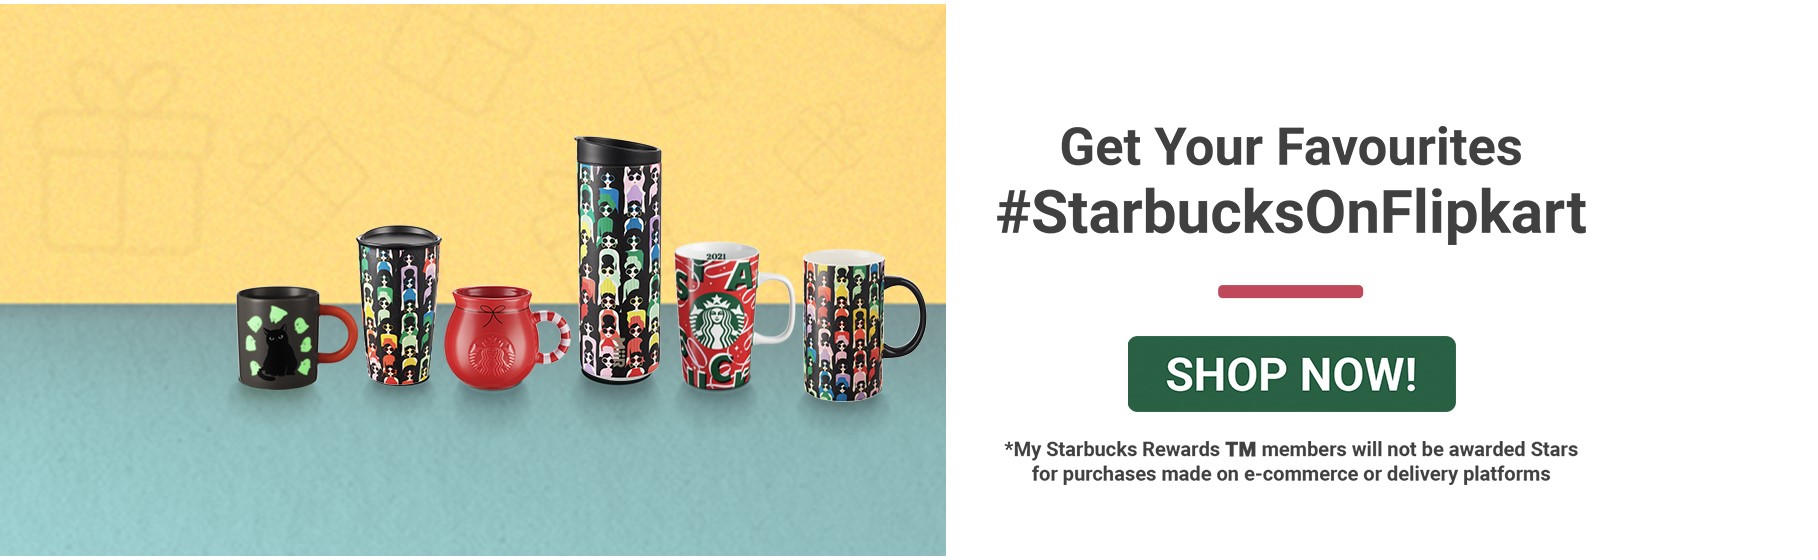 2021
S A
Get Your Favourites
#StarbucksOnFlipkart
SHOP NOW!
*My Starbucks Rewards TM members will not be awarded Stars
for purchases made on e-commerce or delivery platforms